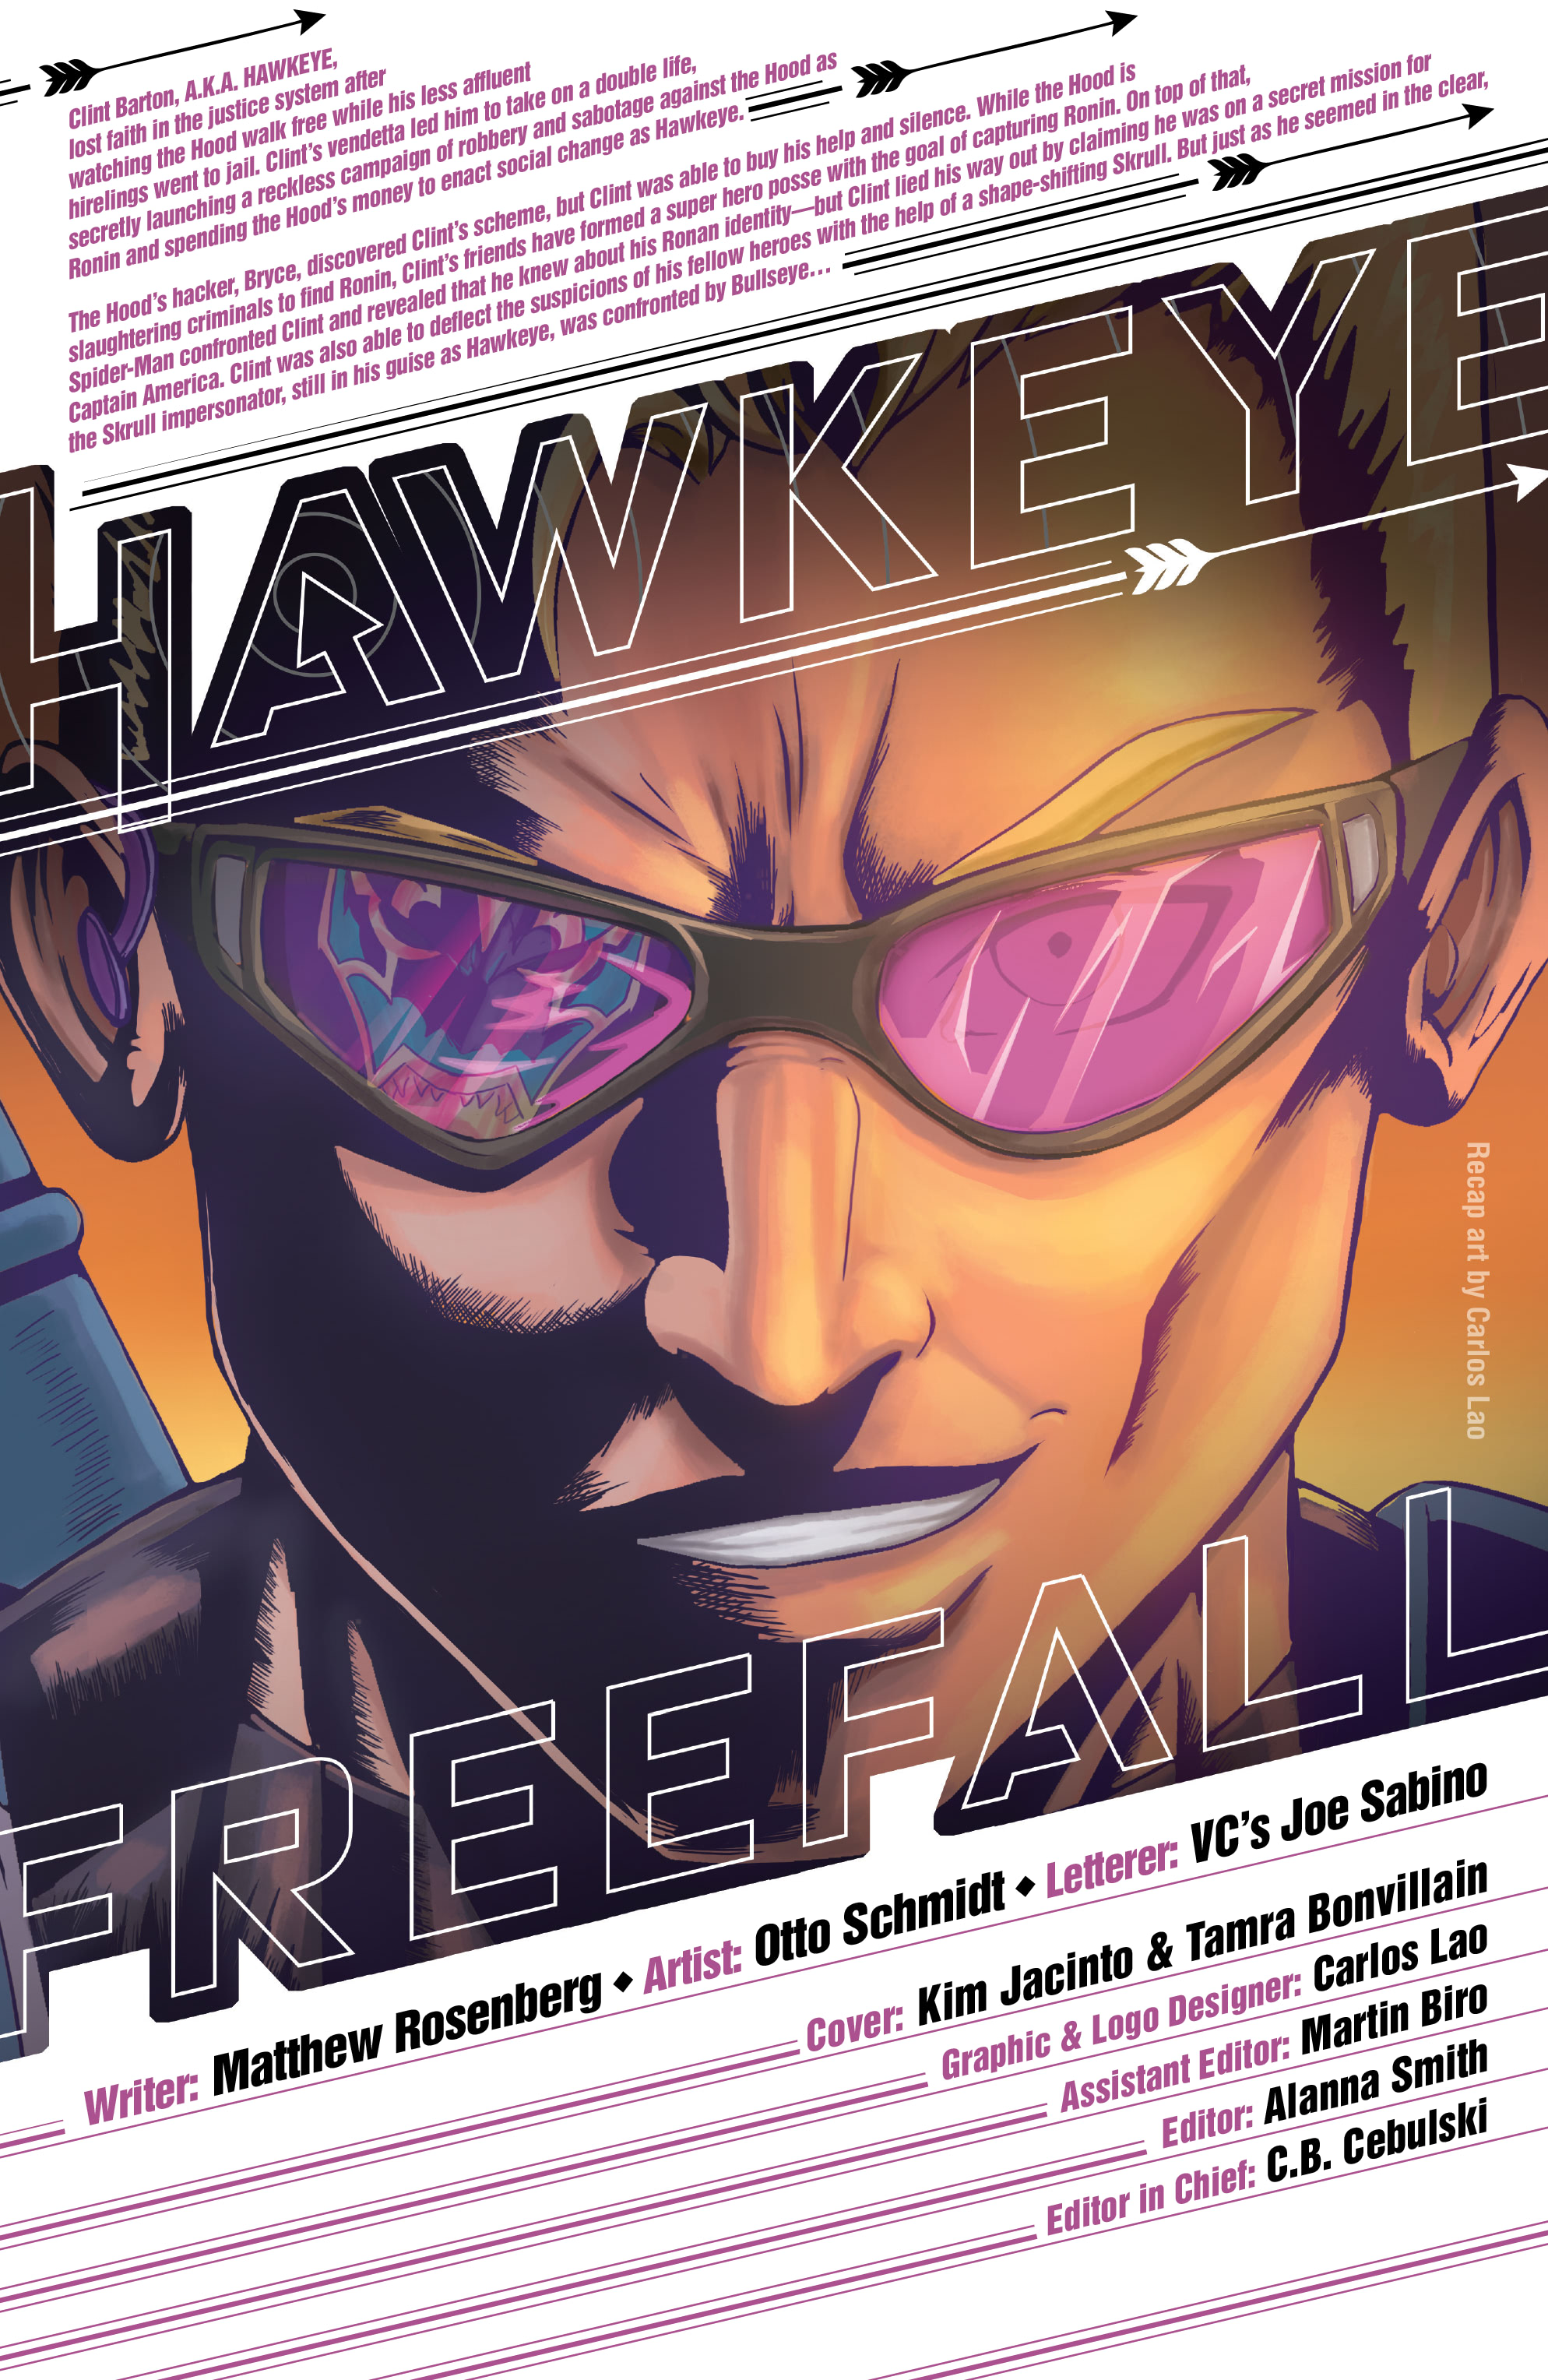 Clint Barton, A.K.A. HAWKEYE,
lost faith in the justice system after
watching the Hood walk free while his less affluent
hirelings went to jail. Clint’s vendetta led him to take on a double life,
secretly launching a reckless campaign of robbery and sabotage against the Hood as
Ronin and spending the Hood’s money to enact social change as Hawkeye.
The Hood’s hacker, Bryce, discovered Clint’s scheme, but Clint was able to buy his help and silence. While the Hood is
slaughtering criminals to find Ronin, Clint’s friends have formed a super hero posse with the goal of capturing Ronin. On top of that,
Spider-Man confronted Clint and revealed that he knew about his Ronan identity—but Clint lied his way out by claiming he was on a secret mission for
Captain America. Clint was also able to deflect the suspicions of his fellow heroes with the help of a shape-shifting Skrull. But just as he seemed in the clear,
the Skrull impersonator, still in his guise as Hawkeye, was confronted by Bullseye…
HAWKEYE
Recap art by Carlos Lao
FREEFALL
Writer: Matthew Rosenberg ◆ Artist: Otto Schmidt ◆ Letterer: VC’s Joe Sabino
Cover: Kim Jacinto & Tamra Bonvillain
Graphic & Logo Designer: Carlos Lao
Assistant Editor: Martin Biro
Editor: Alanna Smith
Editor in Chief: C.B. Cebulski